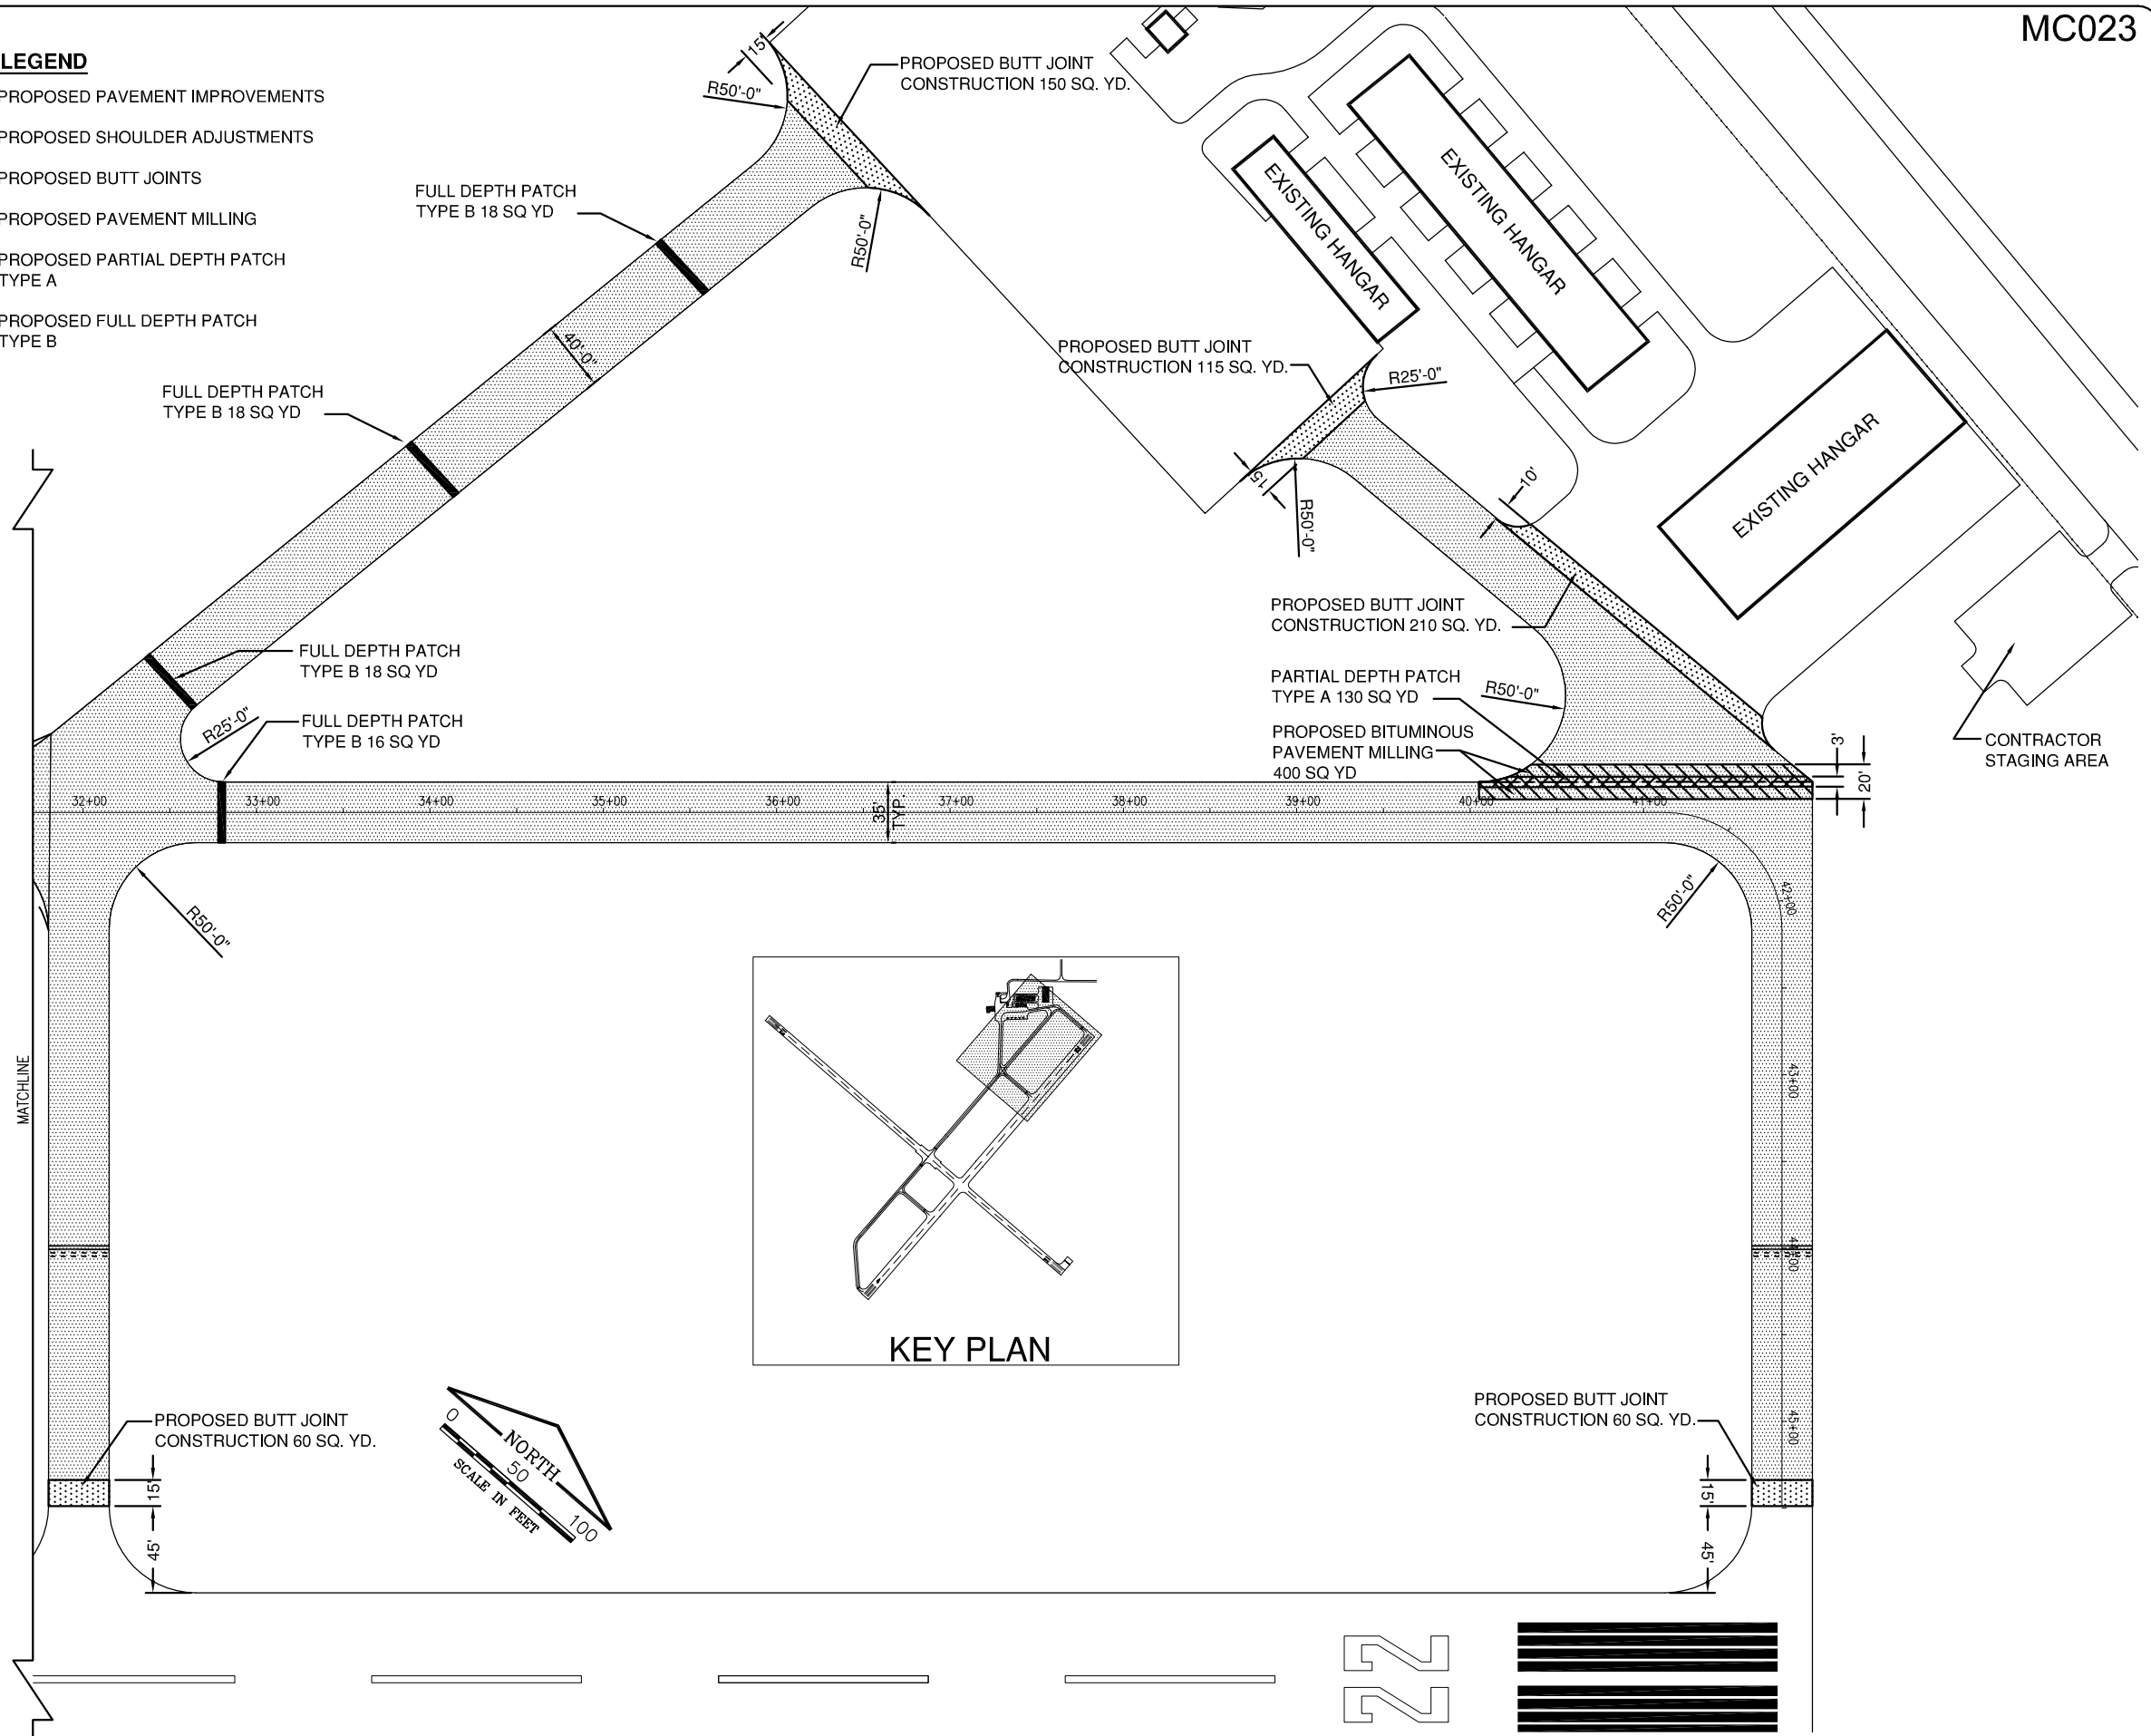 MC023
LEGEND
PROPOSED PAVEMENT IMPROVEMENTS
PROPOSED SHOULDER ADJUSTMENTS
PROPOSED BUTT JOINTS
PROPOSED PAVEMENT MILLING
PROPOSED PARTIAL DEPTH PATCH
TYPE A
PROPOSED FULL DEPTH PATCH
TYPE B
15'
R50'-0"
PROPOSED BUTT JOINT
CONSTRUCTION 150 SQ. YD.
FULL DEPTH PATCH
TYPE B 18 SQ YD
R50'-0"
EXISTING HANGAR
EXISTING HANGAR
EXISTING HANGAR
40'-0"
PROPOSED BUTT JOINT
CONSTRUCTION 115 SQ. YD.
R25'-0"
FULL DEPTH PATCH
TYPE B 18 SQ YD
15'
R50'-0"
10'
PROPOSED BUTT JOINT
CONSTRUCTION 210 SQ. YD.
FULL DEPTH PATCH
TYPE B 18 SQ YD
PARTIAL DEPTH PATCH
TYPE A 130 SQ YD
R50'-0"
R25'-0"
FULL DEPTH PATCH
TYPE B 16 SQ YD
PROPOSED BITUMINOUS
PAVEMENT MILLING
400 SQ YD
3'
20'
CONTRACTOR
STAGING AREA
32+00
33+00
34+00
35+00
36+00
37+00
38+00
39+00
40+00
41+00
35'
TYP.
42+00
R50'-0"
R50'-0"
MATCHLINE
43+00
44+00
KEY PLAN
PROPOSED BUTT JOINT
CONSTRUCTION 60 SQ. YD.
0
NORTH
50
SCALE IN FEET
100
PROPOSED BUTT JOINT
CONSTRUCTION 60 SQ. YD.
45+00
15'
45'
15'
45'
22